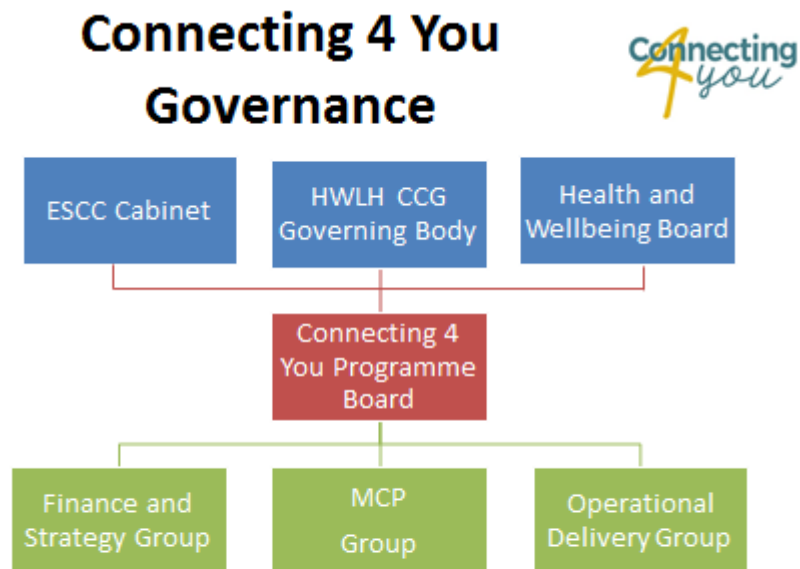 Connecting 4 You
Governance
Connecting
4 you
ESCC Cabinet
HWLH CCG
Governing Body
Health and
Wellbeing Board
Connecting 4
You Programme
Board
Finance and
Strategy Group
MCP
Group
Operational
Delivery Group